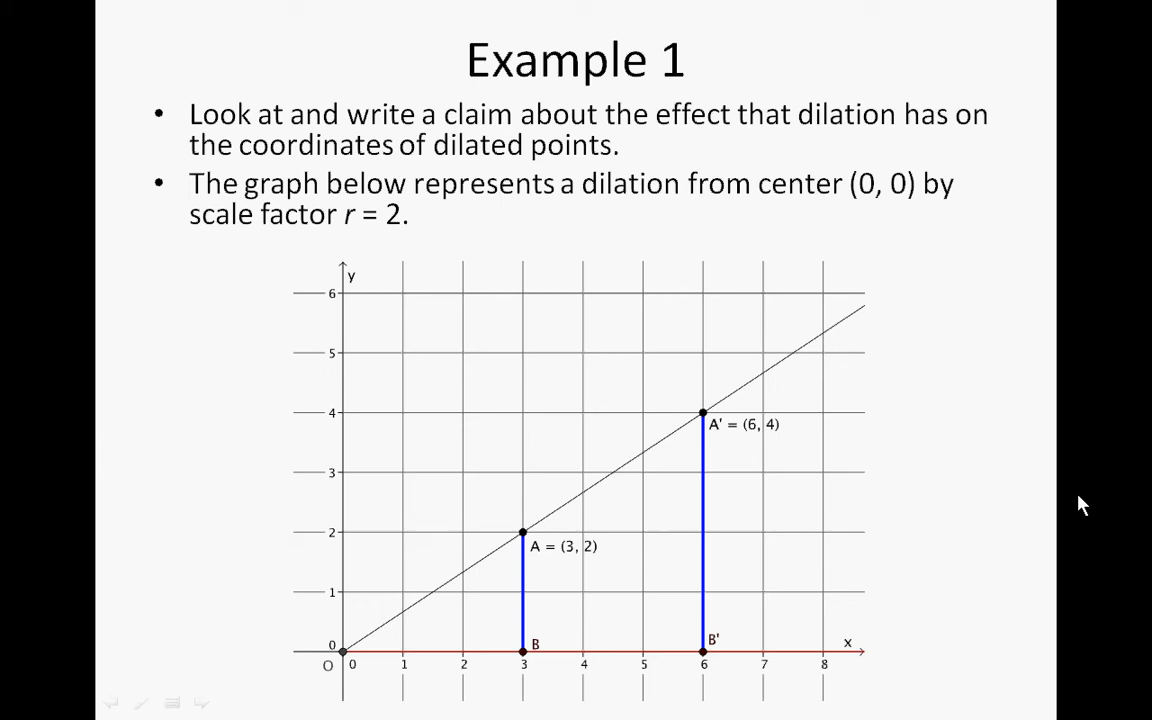 Example 1
• Look at and write a claim about the effect that dilation has on
the coordinates of dilated points.
• The graph below represents a dilation from center (0, 0) by
scale factor r = 2.
y
6
5
4
A' = (6, 4)
3
2
A = (3, 2)
1
0
B
B'
x
O
0 1 2 3 4 5 6 7 8